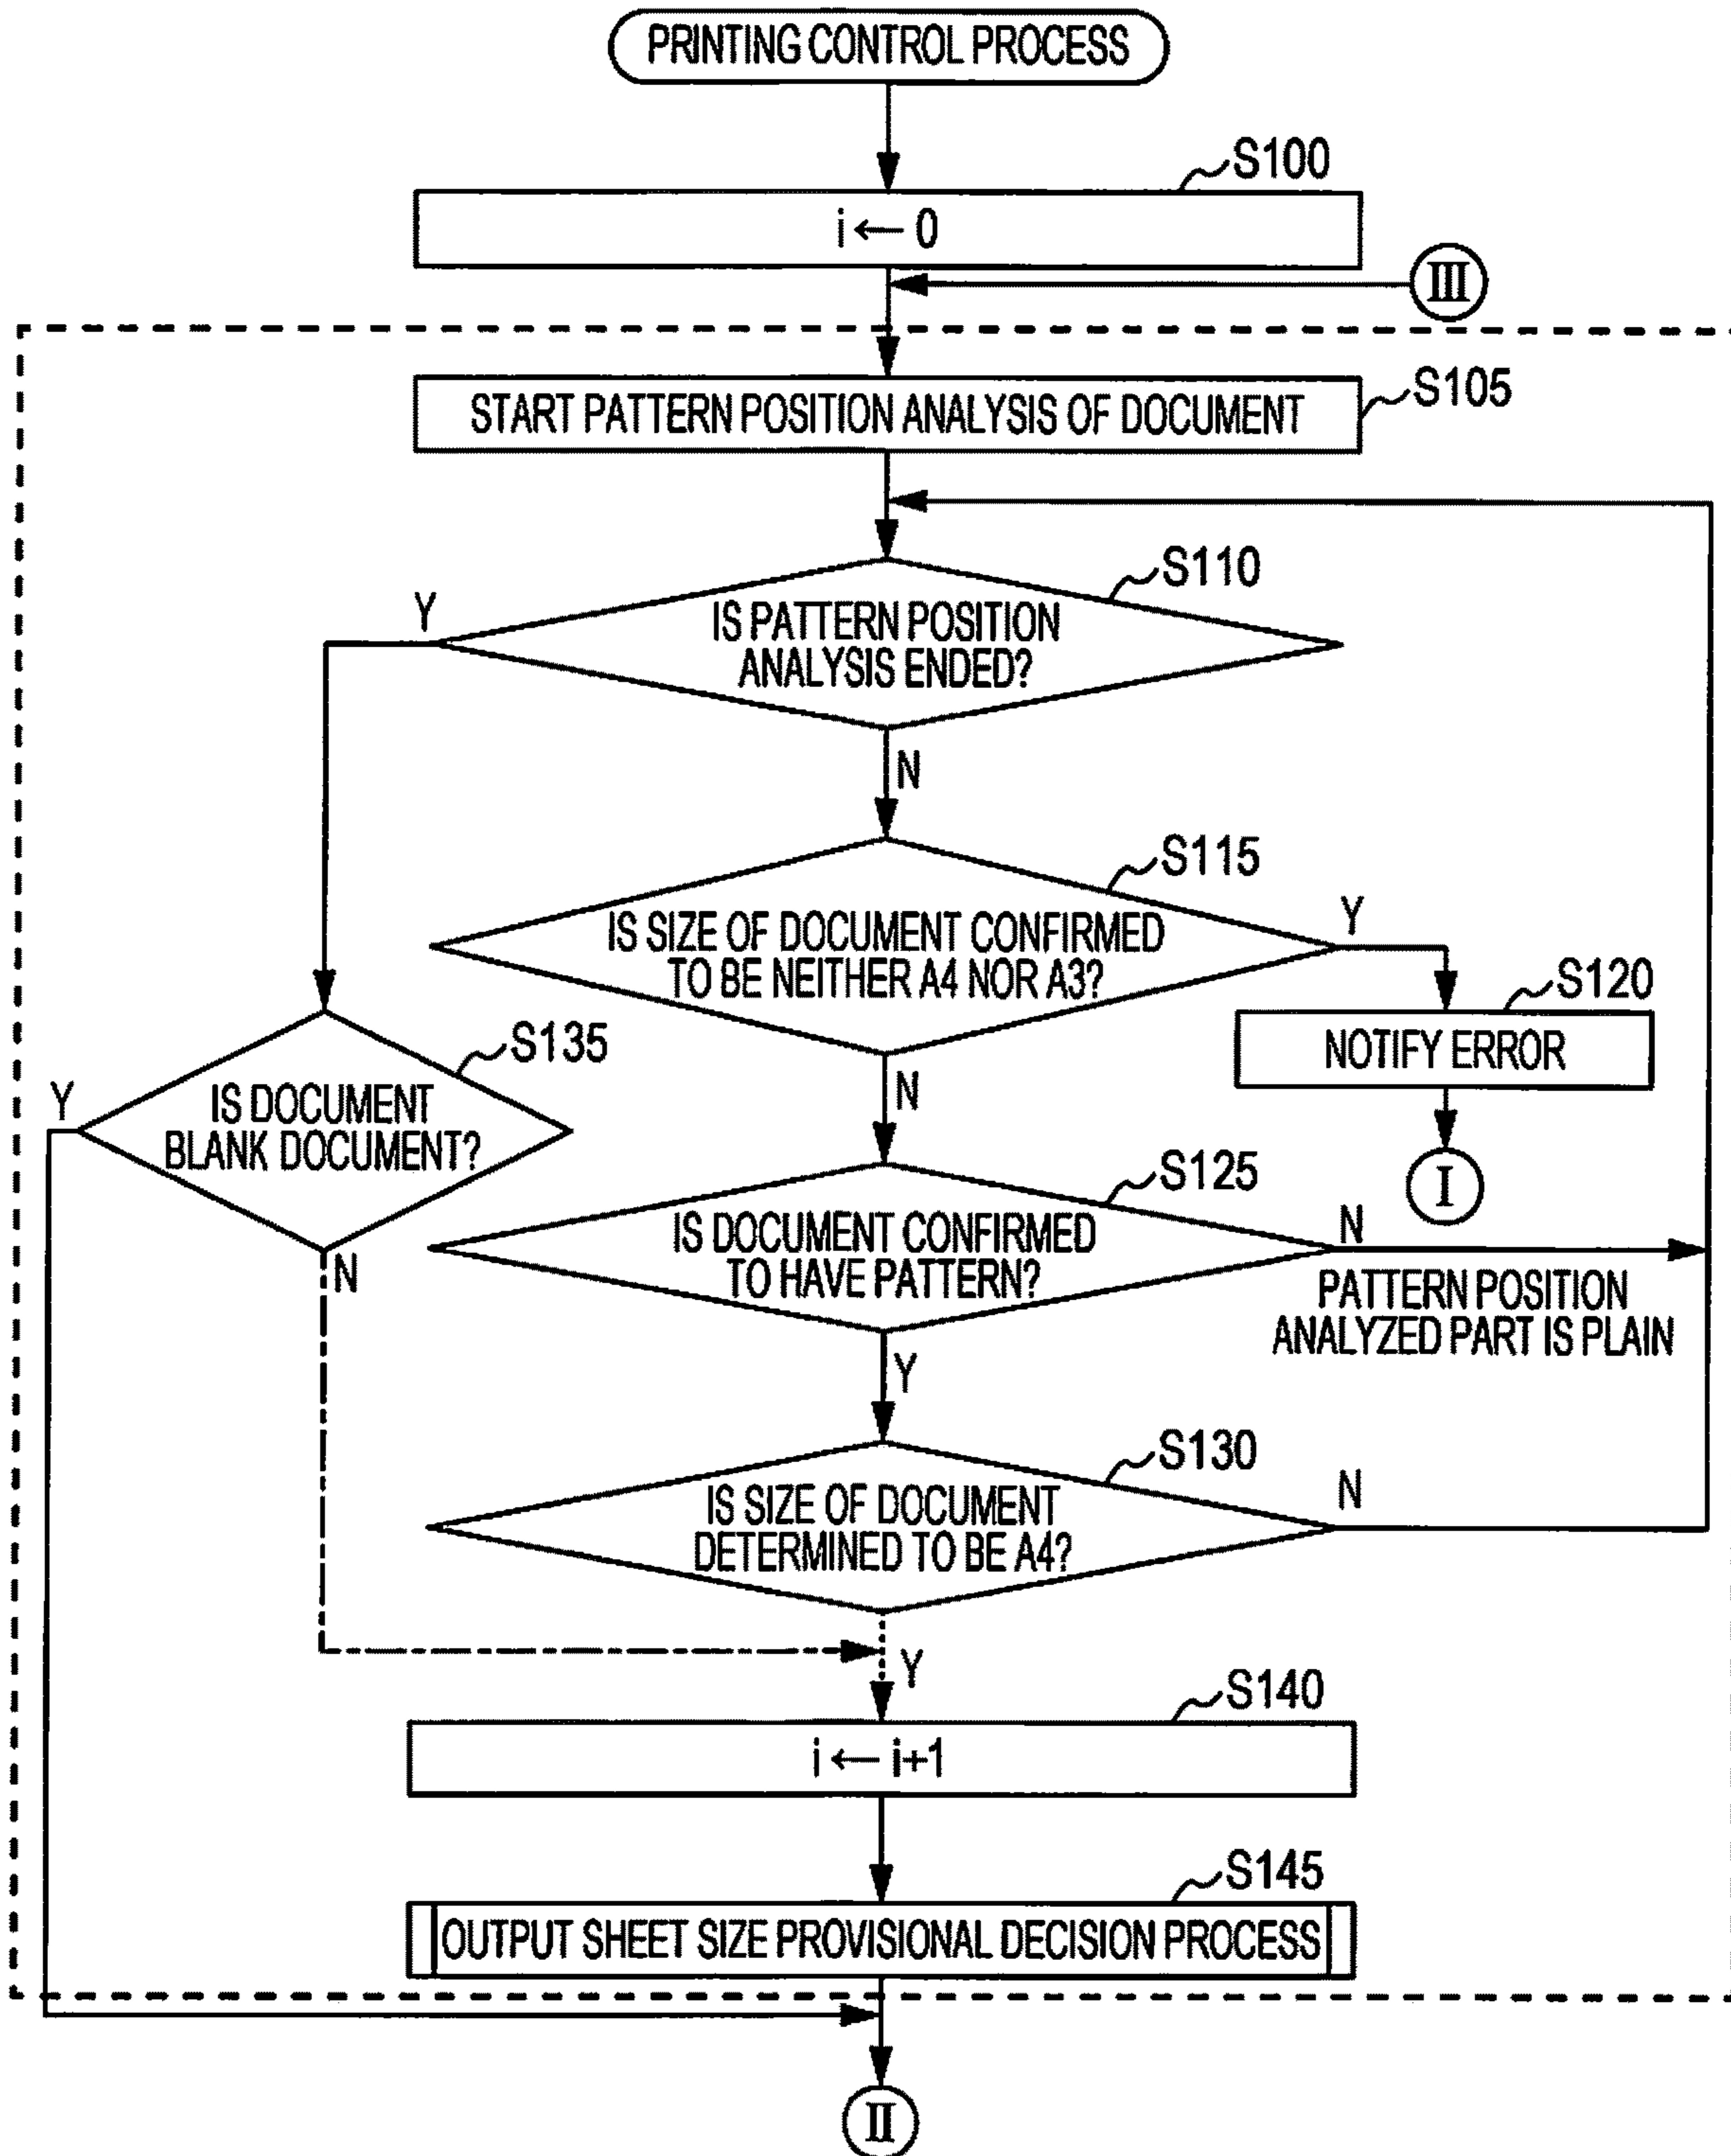 PRINTING CONTROL PROCESS
S100
i ← 0
III
START PATTERN POSITION ANALYSIS OF DOCUMENT
S105
S110
Y
IS PATTERN POSITION
ANALYSIS ENDED?
N
S115
IS SIZE OF DOCUMENT CONFIRMED
TO BE NEITHER A4 NOR A3?
Y
S120
NOTIFY ERROR
I
N
S135
Y
IS DOCUMENT
BLANK DOCUMENT?
N
S125
IS DOCUMENT CONFIRMED
TO HAVE PATTERN?
N
PATTERN POSITION
ANALYZED PART IS PLAIN
Y
S130
IS SIZE OF DOCUMENT
DETERMINED TO BE A4?
N
Y
S140
i ← i+1
S145
OUTPUT SHEET SIZE PROVISIONAL DECISION PROCESS
II